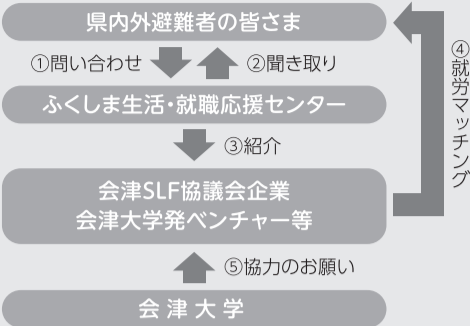 県内外避難者の皆さま
①問い合わせ
②聞き取り
ふくしま生活・就職応援センター
③紹介
④就労マッチング
会津SLF協議会企業
会津大学発ベンチャー等
⑤協力のお願い
会津大学